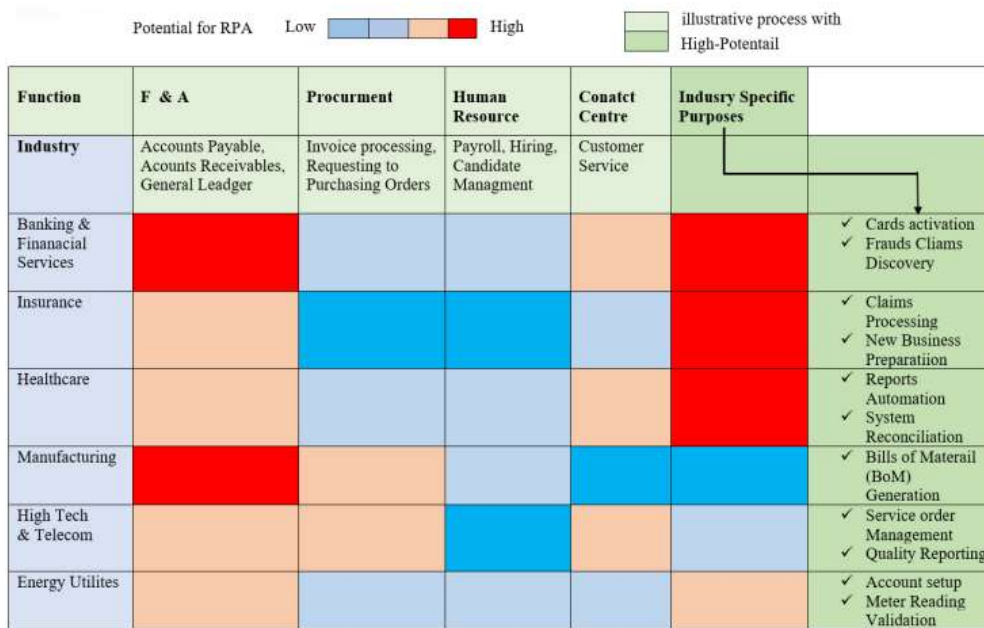 Potential for RPA
Low
High
illustrative process with
High-Potentail
Function
F & A
Procurment
Human
Resource
Conatct
Centre
Indusry Specific
Purposes
Industry
Accounts Payable,
Acounts Receivables,
General Leadger
Invoice processing,
Requesting to
Purchasing Orders
Payroll, Hiring,
Candidate
Managment
Customer
Service
Banking &
Finanacial
Services
✓ Cards activation
✓ Frauds Cliams
Discovery
Insurance
✓ Claims
Processing
✓ New Business
Preparatiion
Healthcare
✓ Reports
Automation
✓ System
Reconciliation
Manufacturing
✓ Bills of Materail
(BoM)
Generation
High Tech
& Telecom
✓ Service order
Management
✓ Quality Reporting
Energy Utilites
✓ Account setup
✓ Meter Reading
Validation